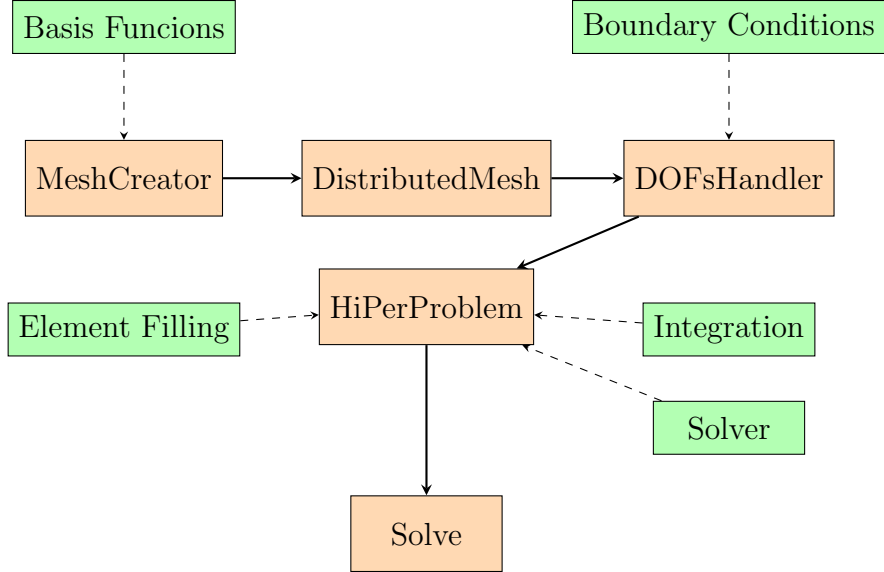 Basis Funcions
Boundary Conditions
MeshCreator
DistributedMesh
DOFsHandler
HiPerProblem
Element Filling
Integration
Solver
Solve